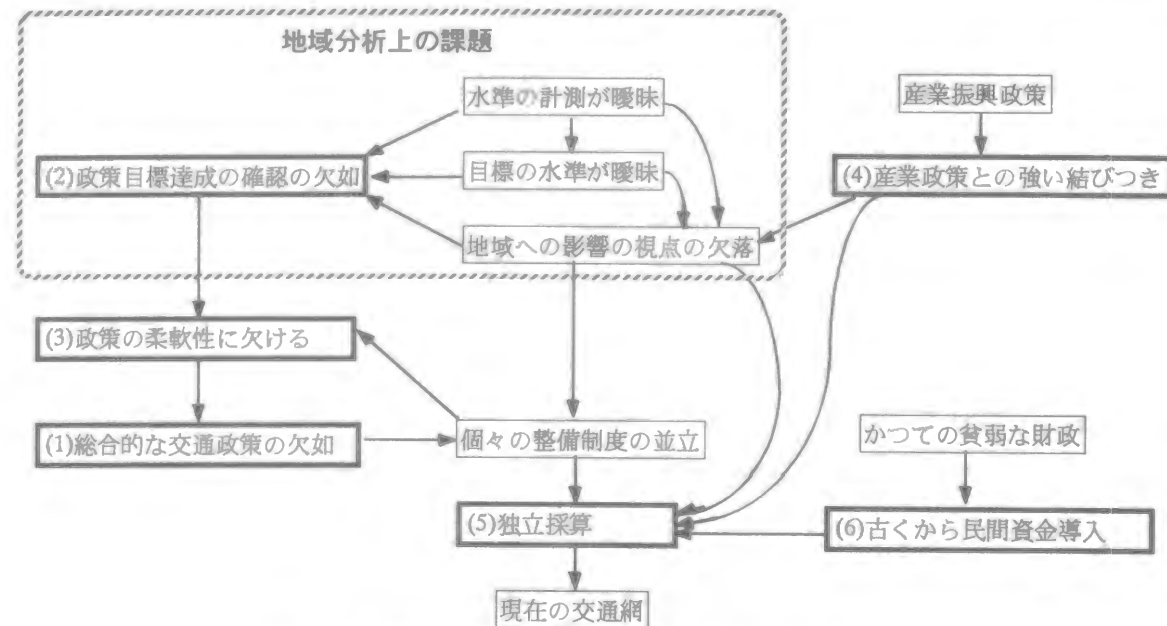 地域分析上の課題
水準の計測が曖昧
産業振興政策
(2)政策目標達成の確認の欠如
目標の水準が曖昧
(4)産業政策との強い結びつき
地域への影響の視点の欠落
(3)政策の柔軟性に欠ける
(1)総合的な交通政策の欠如
個々の整備制度の並立
かつての貧弱な財政
(5)独立採算
(6)古くから民間資金導入
現在の交通網